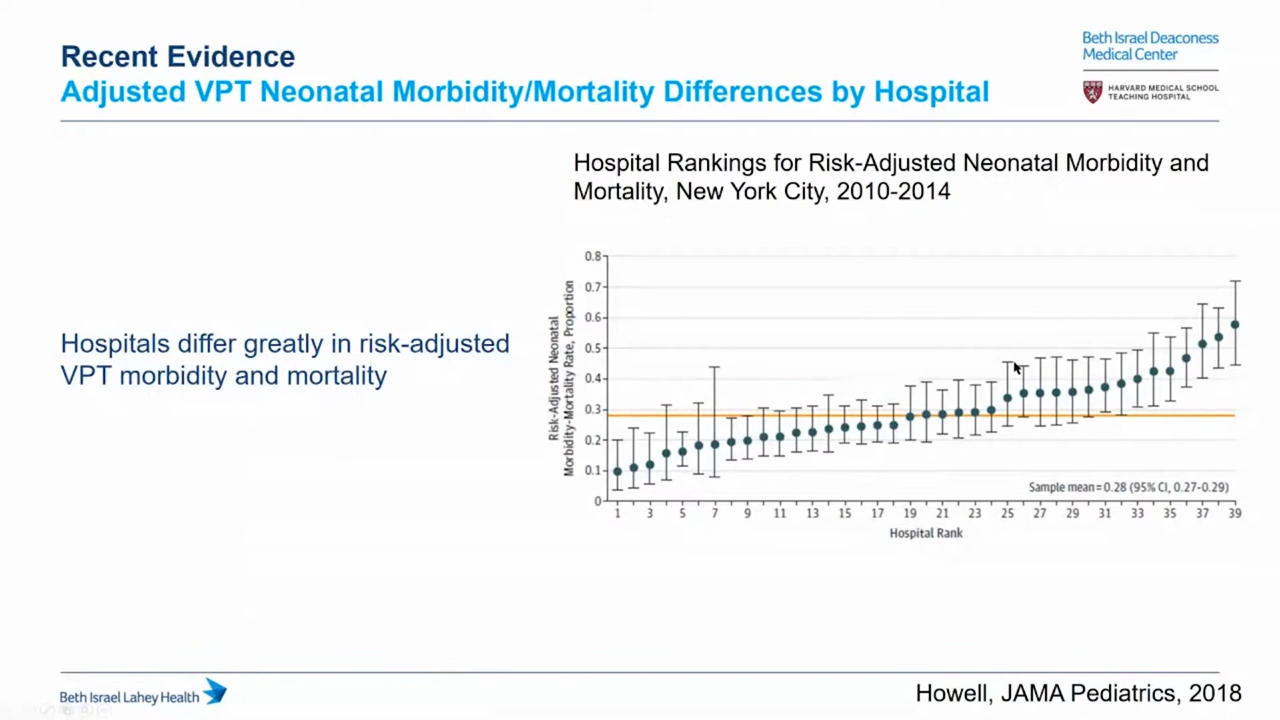 Recent Evidence
Adjusted VPT Neonatal Morbidity/Mortality Differences by Hospital
Beth Israel Deaconess
Medical Center
HARVARD MEDICAL SCHOOL
TEACHING HOSPITAL
Hospital Rankings for Risk-Adjusted Neonatal Morbidity and
Mortality, New York City, 2010-2014
Hospitals differ greatly in risk-adjusted
VPT morbidity and mortality
Risk-Adjusted Neonatal
Morbidity-Mortality Rate, Proportion
0.8
0.7
0.6
0.5
0.4
0.3
0.2
0.1
0
Sample mean=0.28 (95% CI, 0.27-0.29)
1 3 5 7 9 11 13 15 17 19 21 23 25 27 29 31 33 35 37 39
Hospital Rank
Beth Israel Lahey Health
Howell, JAMA Pediatrics, 2018